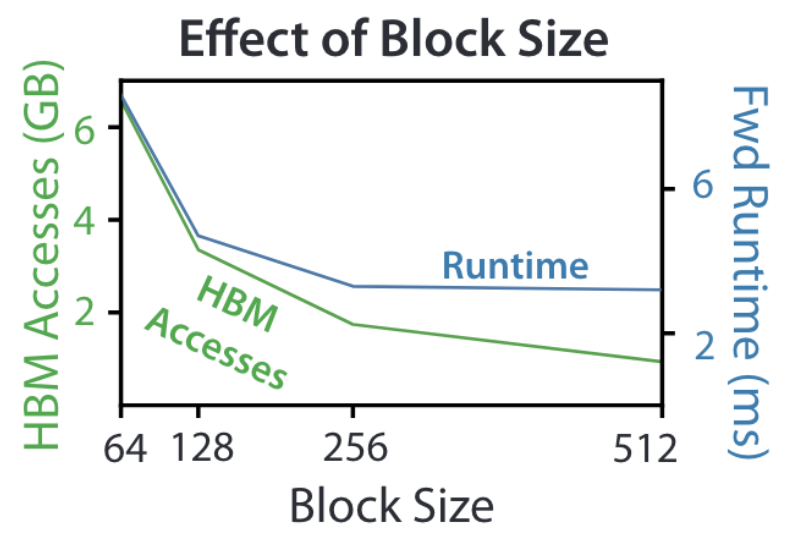 Effect of Block Size
HBM Accesses (GB)
6
4
2
Runtime
HBM
Accesses
6
2
Fwd Runtime (ms)
64 128 256 512
Block Size